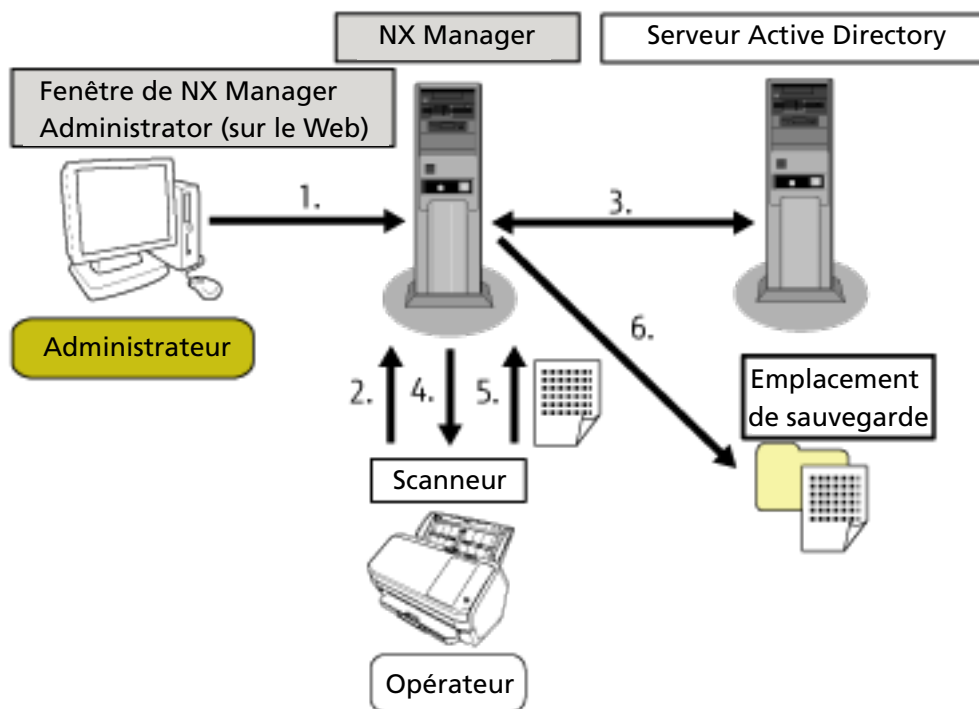 NX Manager
Serveur Active Directory
Fenêtre de NX Manager
Administrator (sur le Web)
1.
3.
Administrateur
6.
2.
4.
5.
Emplacement
de sauvegarde
Scanneur
Opérateur